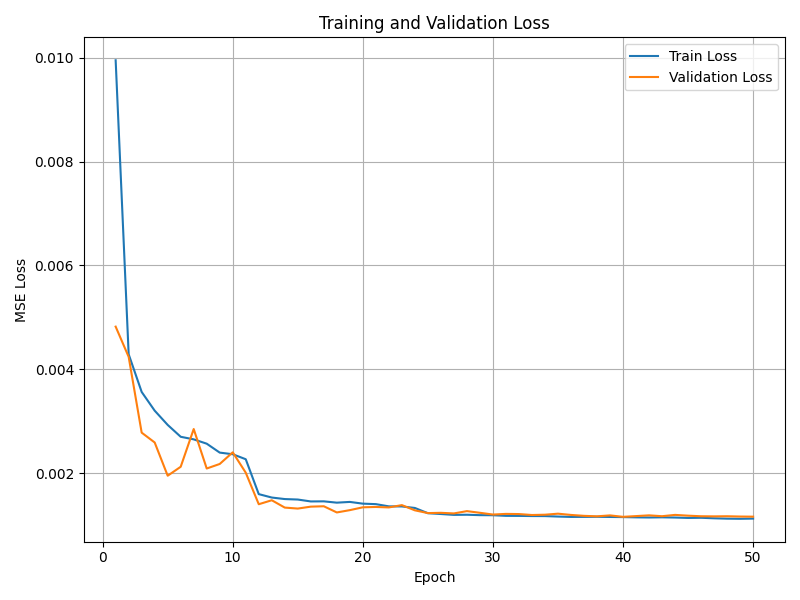 Training and Validation Loss
Train Loss
Validation Loss
0.010
0.008
0.006
0.004
0.002
MSE Loss
0 10 20 30 40 50
Epoch